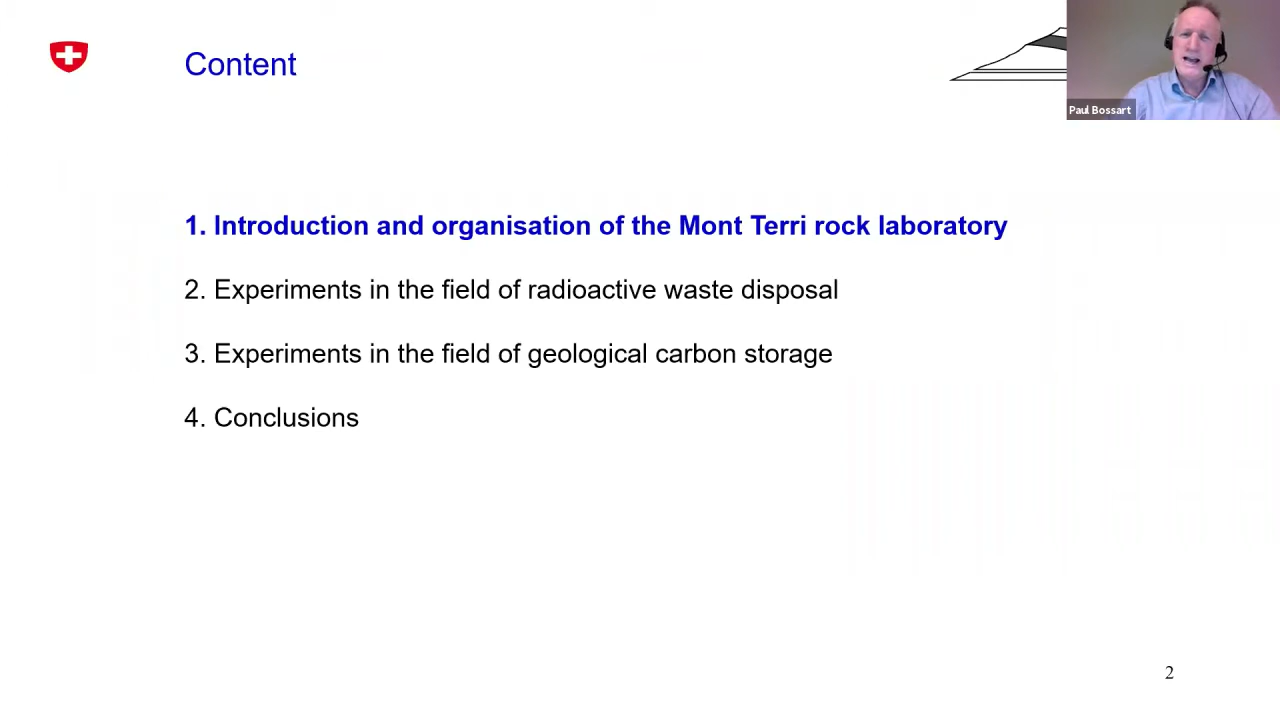 Content
Paul Bossart
1. Introduction and organisation of the Mont Terri rock laboratory
2. Experiments in the field of radioactive waste disposal
3. Experiments in the field of geological carbon storage
4. Conclusions
2